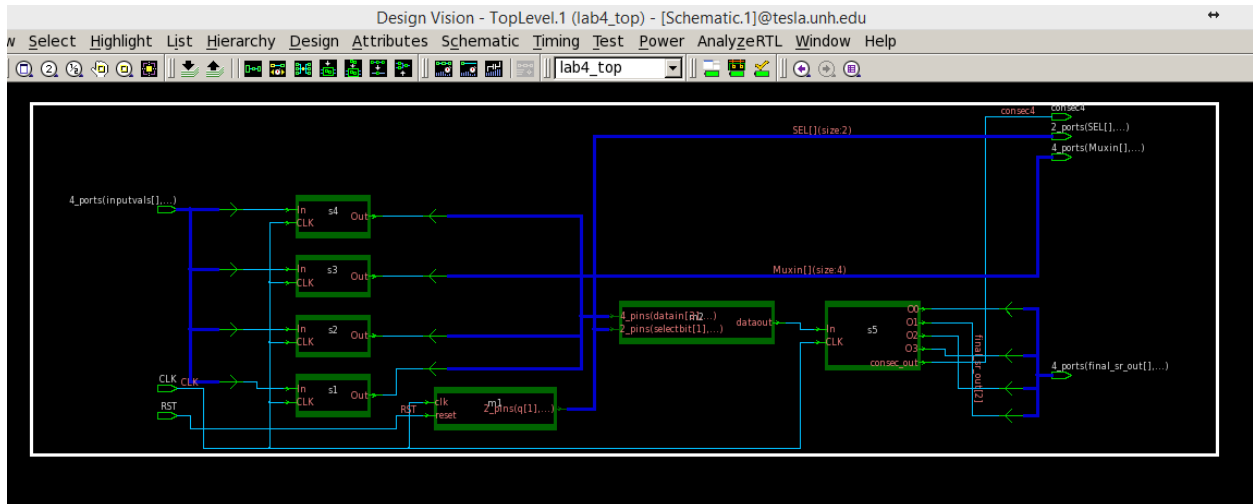 Design Vision - TopLevel.1 (lab4_top) - [Schematic.1]@tesla.unh.edu
w Select Highlight List Hierarchy Design Attributes Schematic Timing Test Power AnalyzeRTL Window Help
lab4_top
consec4 consec4
SEL[](size:2) 2_ports(SEL[],...)
4_ports(Muxin[],...)
4_ports(inputvals[],...)
In s4 Out
CLK
In s3 Out
CLK
Muxin[](size:4)
In s2 Out
CLK
4_pins(datain[3],...) m2
2_pins(selectbit[1],...) dataout
In s5 O0
CLK O1
O2
O3
consec_out
final_sr_out[2]
4_ports(final_sr_out[],...)
CLK CLK
In s1 Out
CLK
RST RST
clk m1 2_pins(q[1],...)
reset